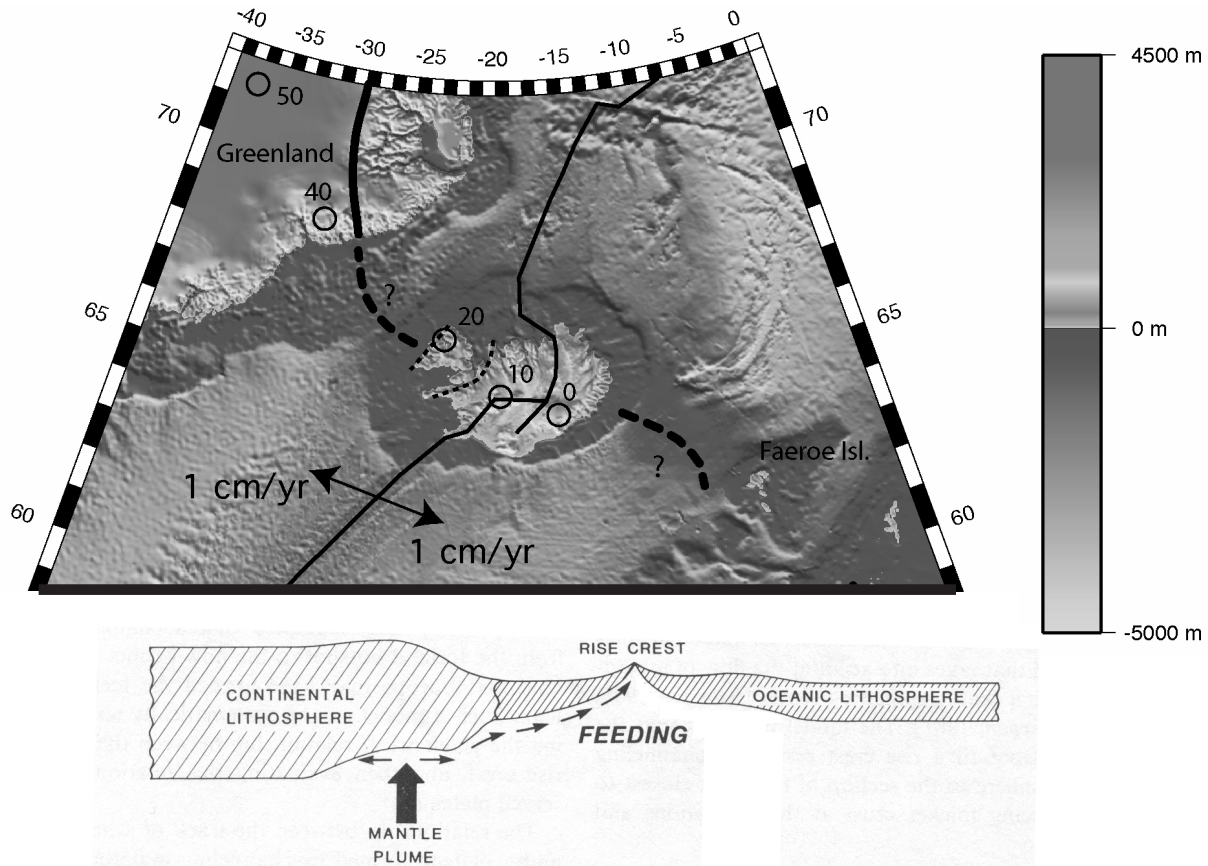 -40
-35
-30
-25
-20
-15
-10
-5
0
4500 m
0 m
-5000 m
70
65
60
70
65
60
50
Greenland
40
?
20
10
0
Faeroe Isl.
?
1 cm/yr
1 cm/yr
RISE CREST
CONTINENTAL
LITHOSPHERE
OCEANIC LITHOSPHERE
FEEDING
MANTLE
PLUME